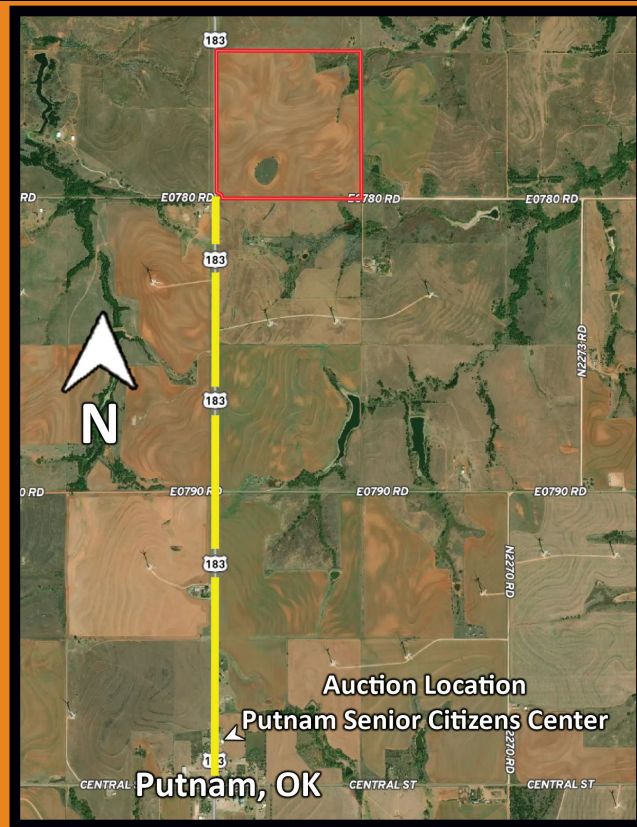 183
RD
E0780 RD
E0780 RD
E0780 RD
183
N2273 RD
183
N
0 RD
E0790 RD
E0790 RD
E0790 RD
183
N2270 RD
Auction Location
Putnam Senior Citizens Center
2270 RD
183
CENTRAL ST
Putnam, OK
CENTRAL ST
CENTRAL ST